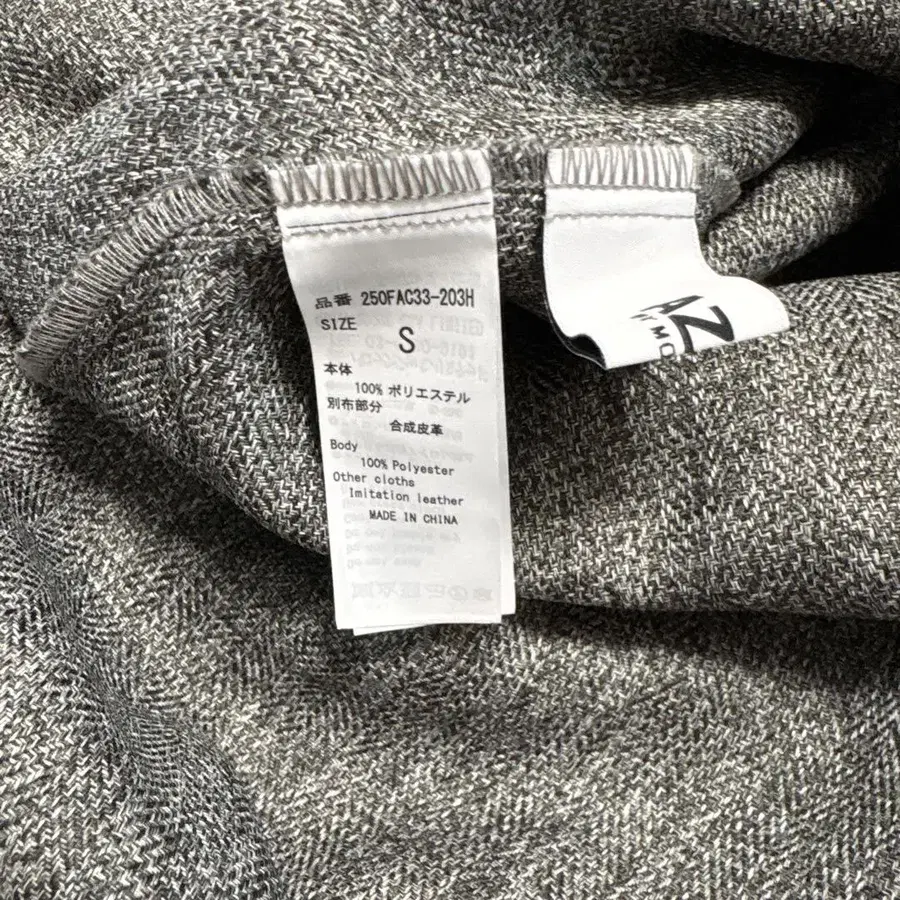 品番 250FAC33-203H
SIZE
S
本体
100% ポリエステル
別布部分
合成皮革
Body
100% Polyester
Other cloths
Imitation leather
MADE IN CHINA
AZ
MO